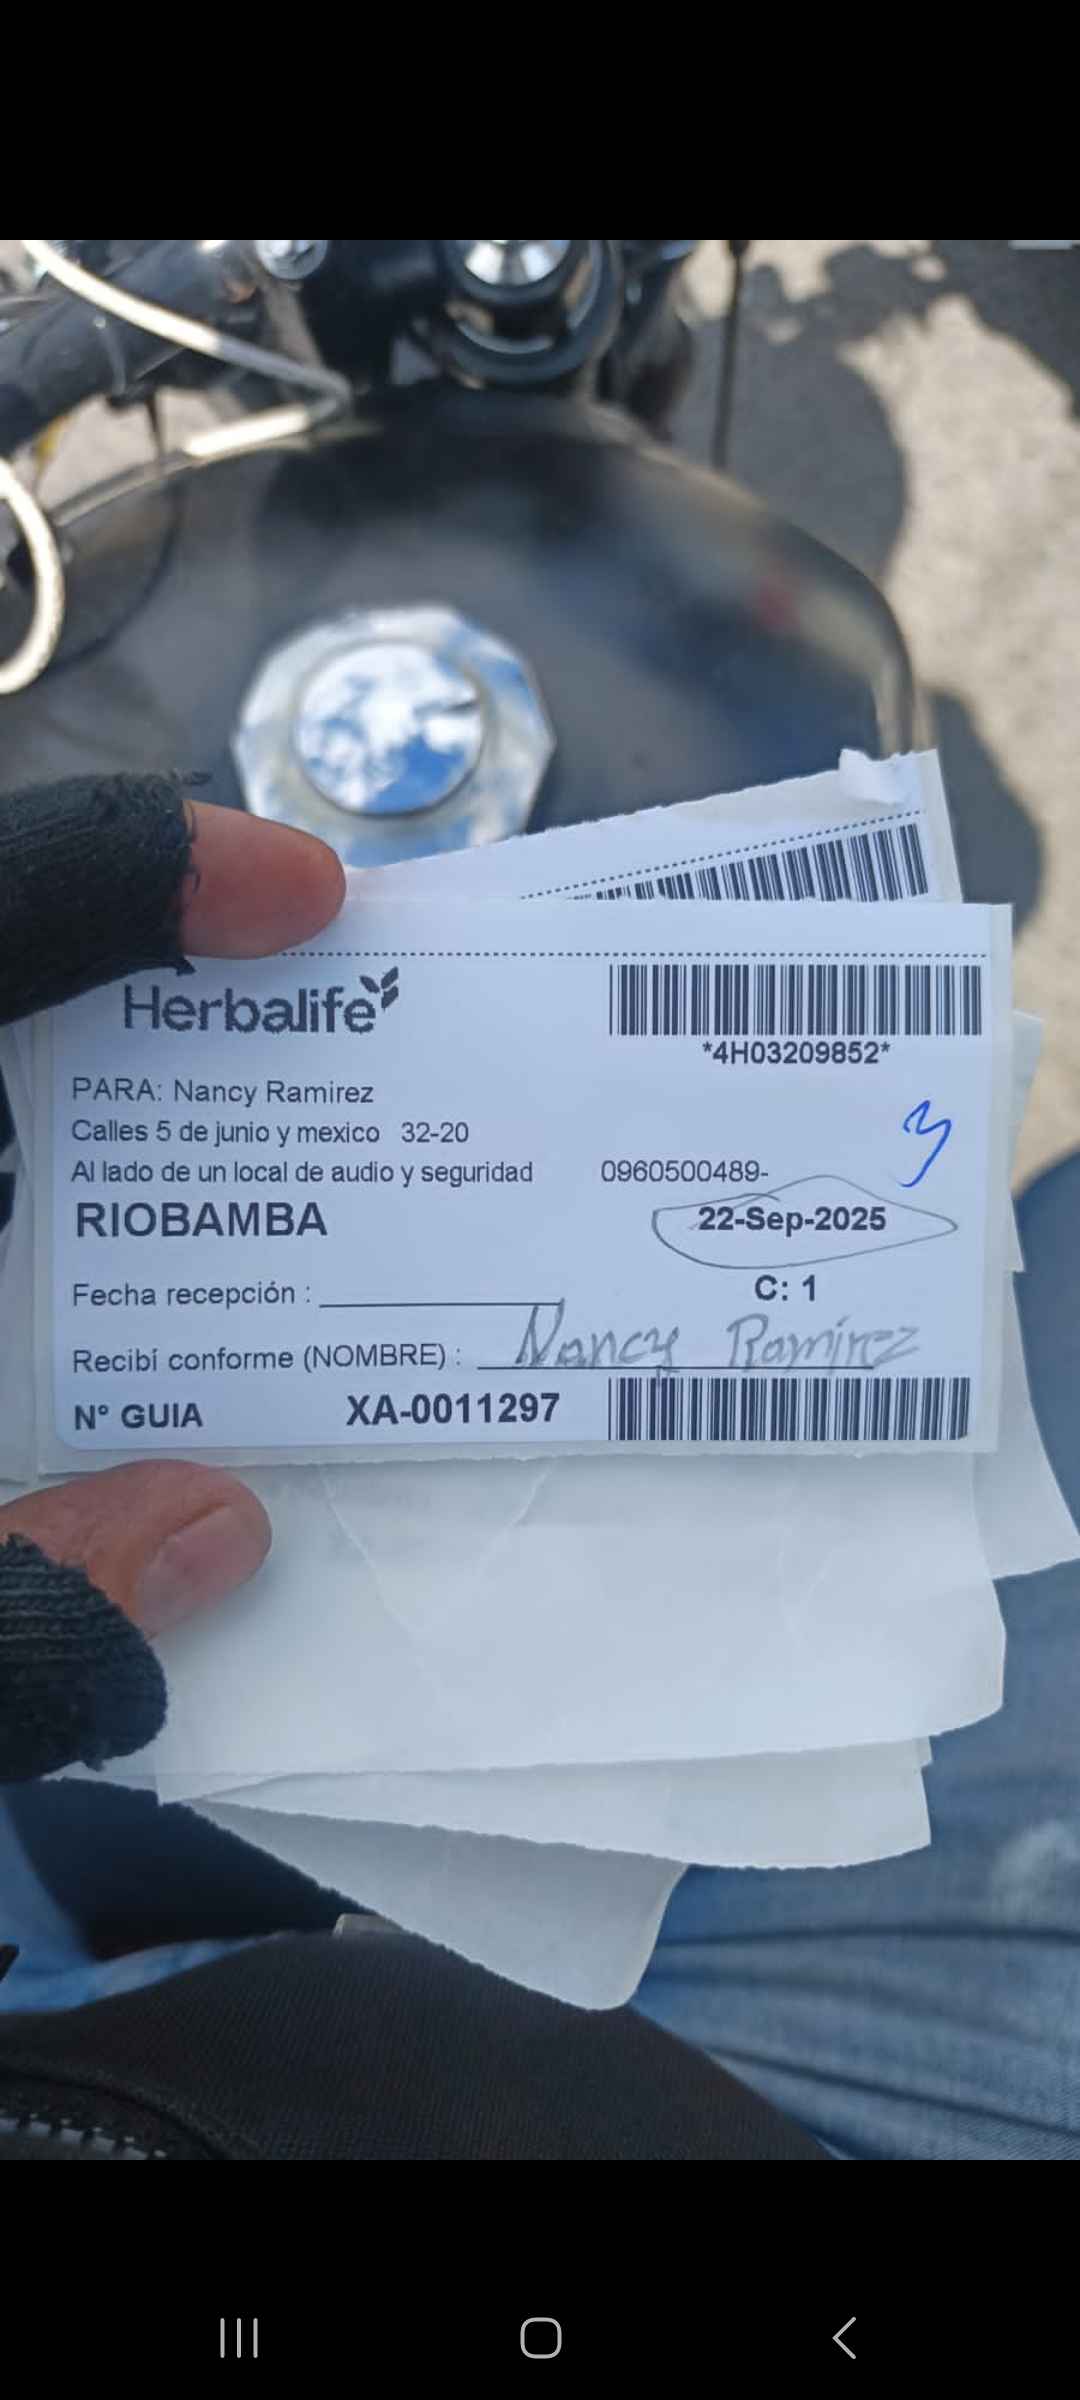 Herbalife
*4H03209852*
PARA: Nancy Ramirez
Calles 5 de junio y mexico 32-20
3
Al lado de un local de audio y seguridad 0960500489-
RIOBAMBA 22-Sep-2025
C: 1
Fecha recepción :
Recibí conforme (NOMBRE) : Nancy Ramirez
N° GUIA XA-0011297